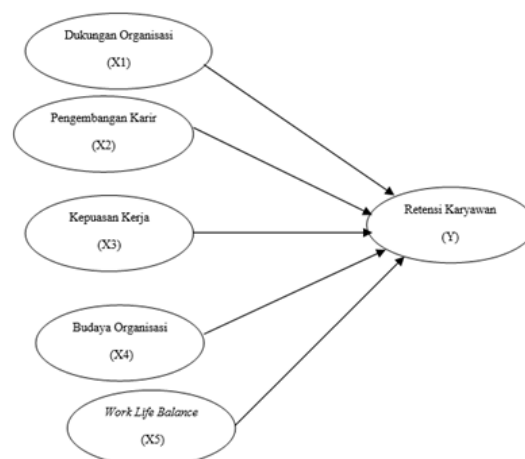 Dukungan Organisasi
(X1)
Pengembangan Karir
(X2)
Kepuasan Kerja
(X3)
Retensi Karyawan
(Y)
Budaya Organisasi
(X4)
Work Life Balance
(X5)